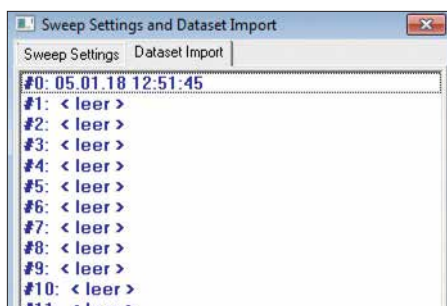 Sweep Settings and Dataset Import
Sweep Settings Dataset Import
#0: 05.01.18 12:51:45
#1: < leer >
#2: < leer >
#3: < leer >
#4: < leer >
#5: < leer >
#6: < leer >
#7: < leer >
#8: < leer >
#9: < leer >
#10: < leer >